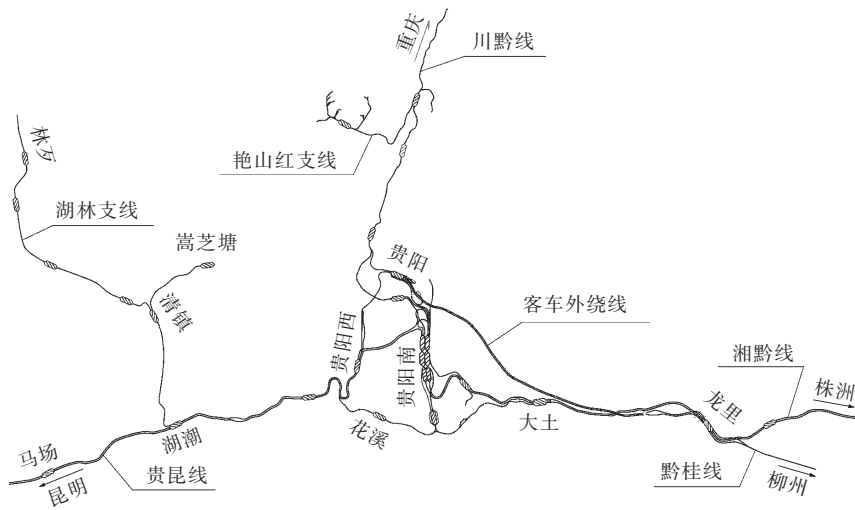 重庆
川黔线
艳山红支线
林歹
湖林支线
嵩芝塘
清镇
贵阳
客车外绕线
贵阳西
贵阳南
湘黔线
株洲
龙里
大土
花溪
湖潮
马场
昆明
贵昆线
黔桂线
柳州